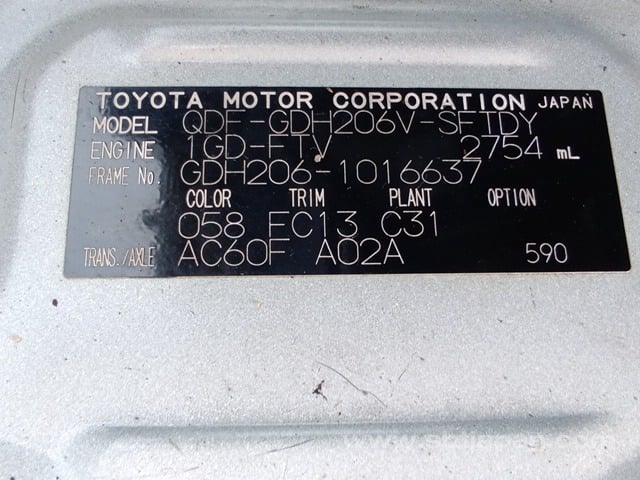 TOYOTA MOTOR CORPORATION JAPAN
MODEL QDF-GDH206V-SFTDY
ENGINE 1GD-FTV 2754 mL
FRAME No. GDH206-1016637
COLOR TRIM PLANT OPTION
058 FC13 C31
TRANS./AXLE AC60F A02A 590